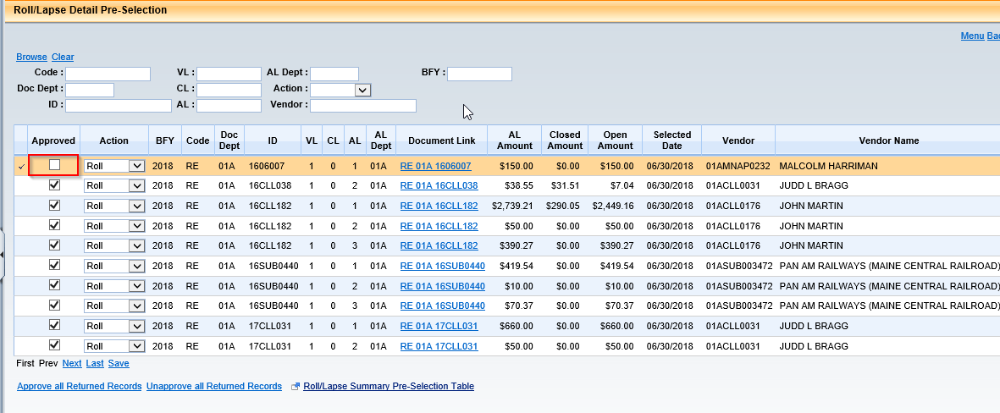 Roll/Lapse Detail Pre-Selection
Menu Bac
Browse Clear
Code : VL : AL Dept : BFY :
Doc Dept : CL : Action :
ID : AL : Vendor :
Approved Action BFY Code Doc Dept ID VL CL AL AL Dept Document Link AL Amount Closed Amount Open Amount Selected Date Vendor Vendor Name
Roll 2018 RE 01A 1606007 1 0 1 01A RE 01A 1606007 $150.00 $0.00 $150.00 06/30/2018 01AMNAP0232 MALCOLM HARRIMAN
Roll 2018 RE 01A 16CLL038 1 0 2 01A RE 01A 16CLL038 $38.55 $31.51 $7.04 06/30/2018 01ACLL0031 JUDD L BRAGG
Roll 2018 RE 01A 16CLL182 1 0 1 01A RE 01A 16CLL182 $2,739.21 $290.05 $2,449.16 06/30/2018 01ACLL0176 JOHN MARTIN
Roll 2018 RE 01A 16CLL182 1 0 2 01A RE 01A 16CLL182 $50.00 $0.00 $50.00 06/30/2018 01ACLL0176 JOHN MARTIN
Roll 2018 RE 01A 16CLL182 1 0 3 01A RE 01A 16CLL182 $390.27 $0.00 $390.27 06/30/2018 01ACLL0176 JOHN MARTIN
Roll 2018 RE 01A 16SUB0440 1 0 1 01A RE 01A 16SUB0440 $419.54 $0.00 $419.54 06/30/2018 01ASUB003472 PAN AM RAILWAYS (MAINE CENTRAL RAILROAD)
Roll 2018 RE 01A 16SUB0440 1 0 2 01A RE 01A 16SUB0440 $10.00 $0.00 $10.00 06/30/2018 01ASUB003472 PAN AM RAILWAYS (MAINE CENTRAL RAILROAD)
Roll 2018 RE 01A 16SUB0440 1 0 3 01A RE 01A 16SUB0440 $70.37 $0.00 $70.37 06/30/2018 01ASUB003472 PAN AM RAILWAYS (MAINE CENTRAL RAILROAD)
Roll 2018 RE 01A 17CLL031 1 0 1 01A RE 01A 17CLL031 $660.00 $0.00 $660.00 06/30/2018 01ACLL0031 JUDD L BRAGG
Roll 2018 RE 01A 17CLL031 1 0 2 01A RE 01A 17CLL031 $50.00 $0.00 $50.00 06/30/2018 01ACLL0031 JUDD L BRAGG
First Prev Next Last Save
Approve all Returned Records Unapprove all Returned Records Roll/Lapse Summary Pre-Selection Table